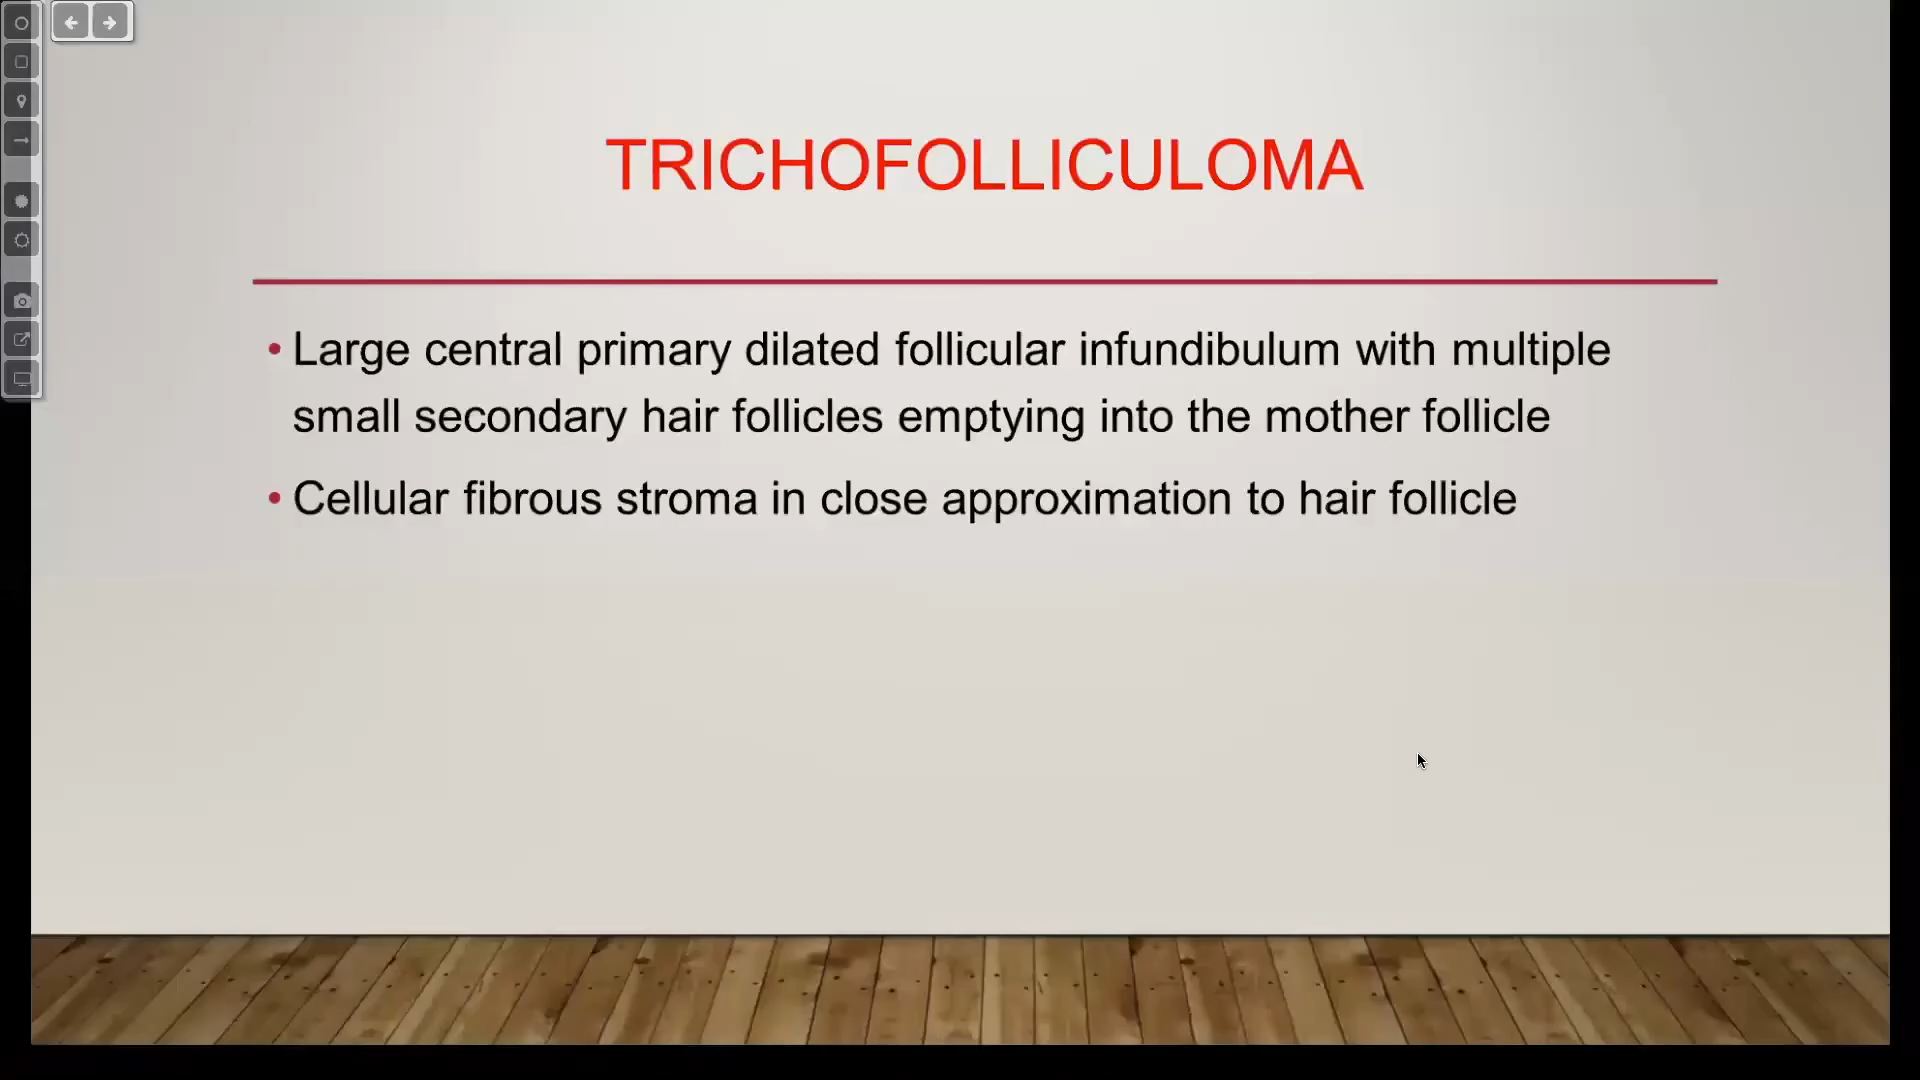 TRICHOFOLLICULOMA
• Large central primary dilated follicular infundibulum with multiple
small secondary hair follicles emptying into the mother follicle
• Cellular fibrous stroma in close approximation to hair follicle